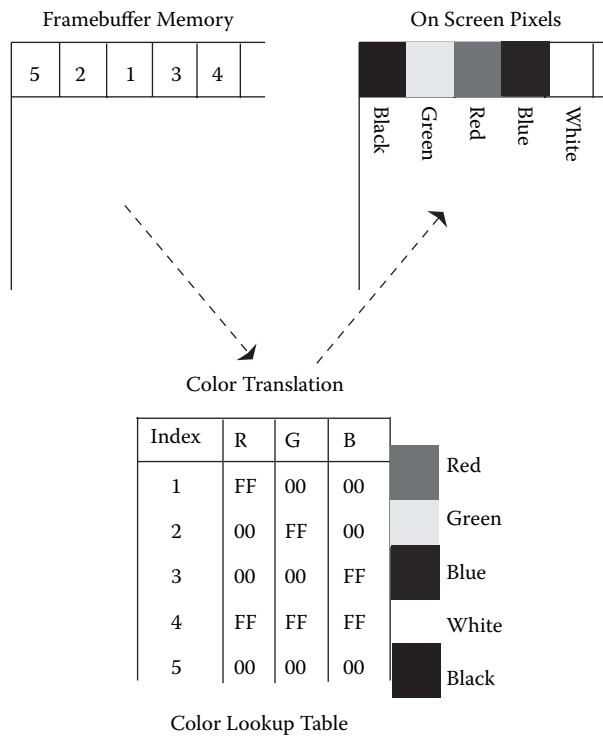 Framebuffer Memory
On Screen Pixels
5 2 1 3 4
Black
Green
Red
Blue
White
Color Translation
Index R G B
1 FF 00 00 Red
2 00 FF 00 Green
3 00 00 FF Blue
4 FF FF FF White
5 00 00 00 Black
Color Lookup Table